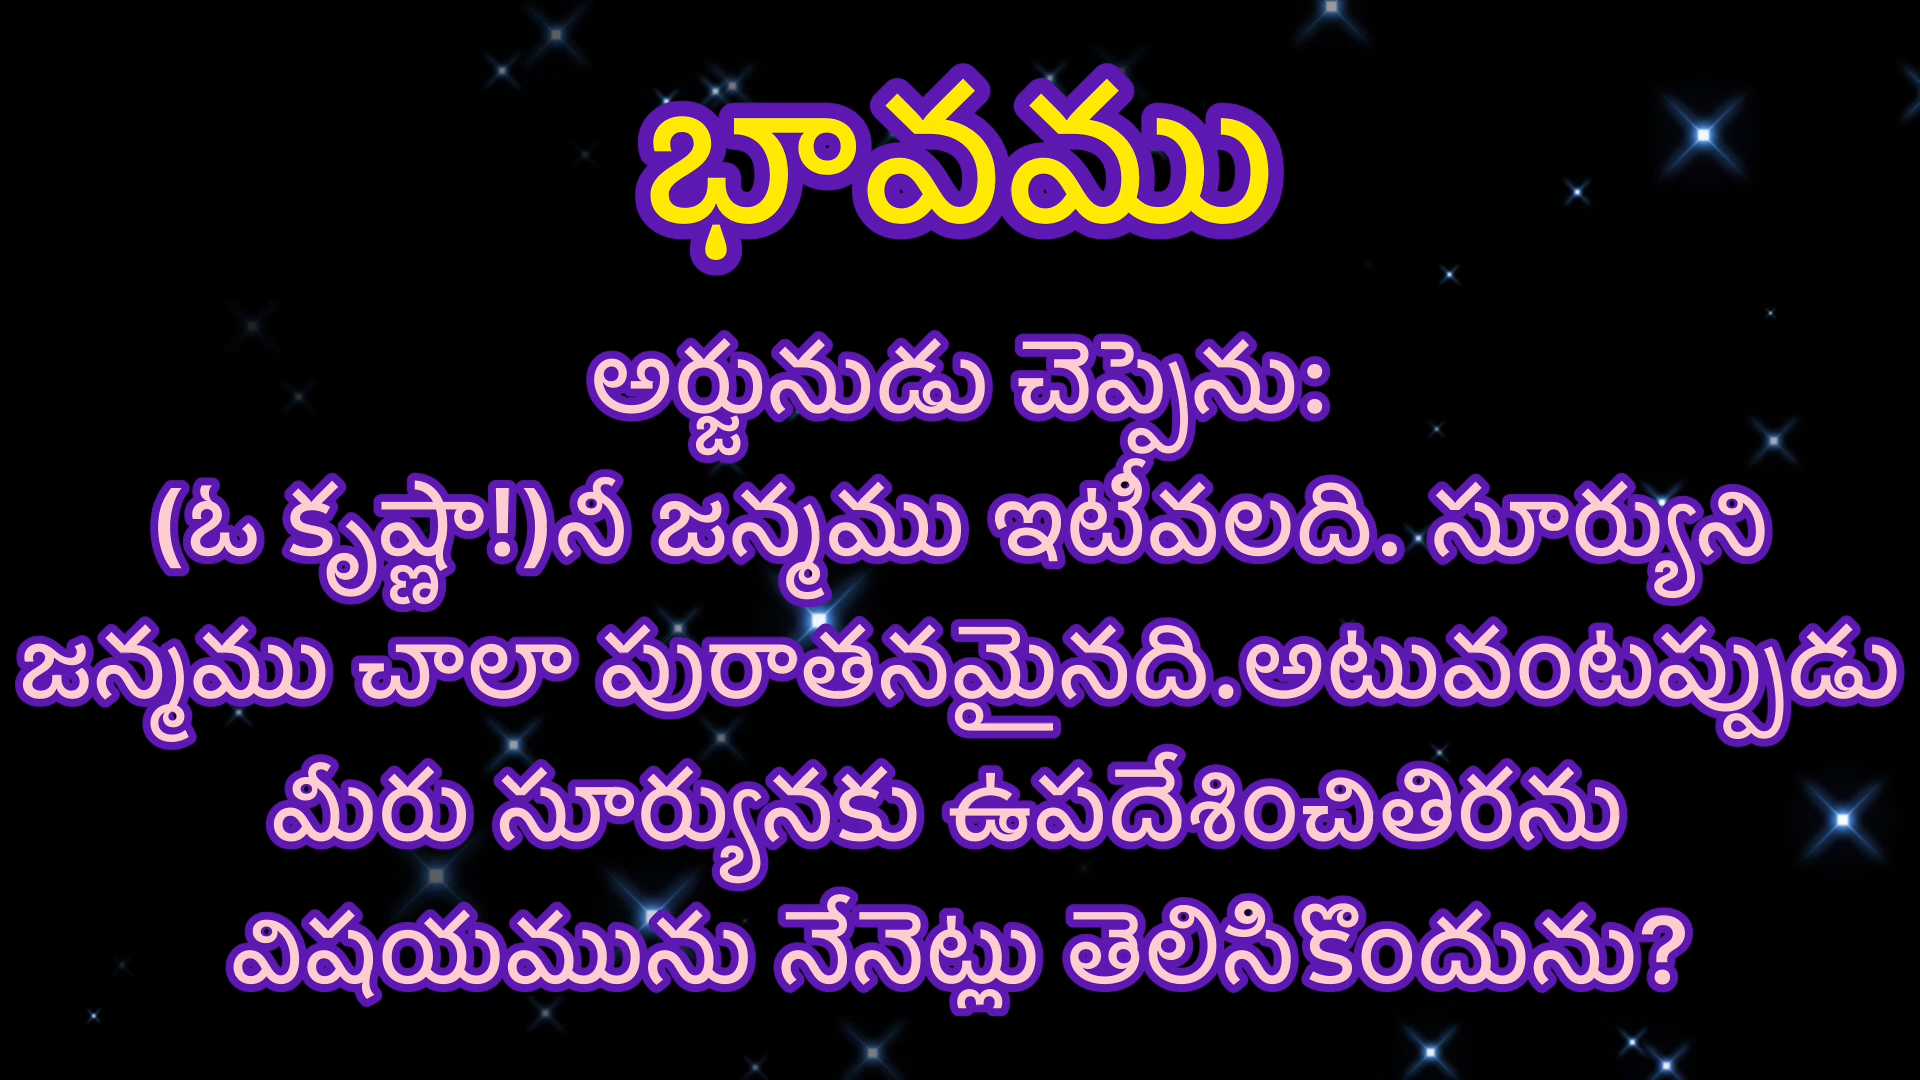 భావము
అర్జునుడు చెప్పెను:
(ఓ కృష్ణా!)నీ జన్మము ఇటీవలది. సూర్యుని
జన్మము చాలా పురాతనమైనది.అటువంటప్పుడు
మీరు సూర్యునకు ఉపదేశించితిరను
విషయమును నేనెట్లు తెలిసికొందును?